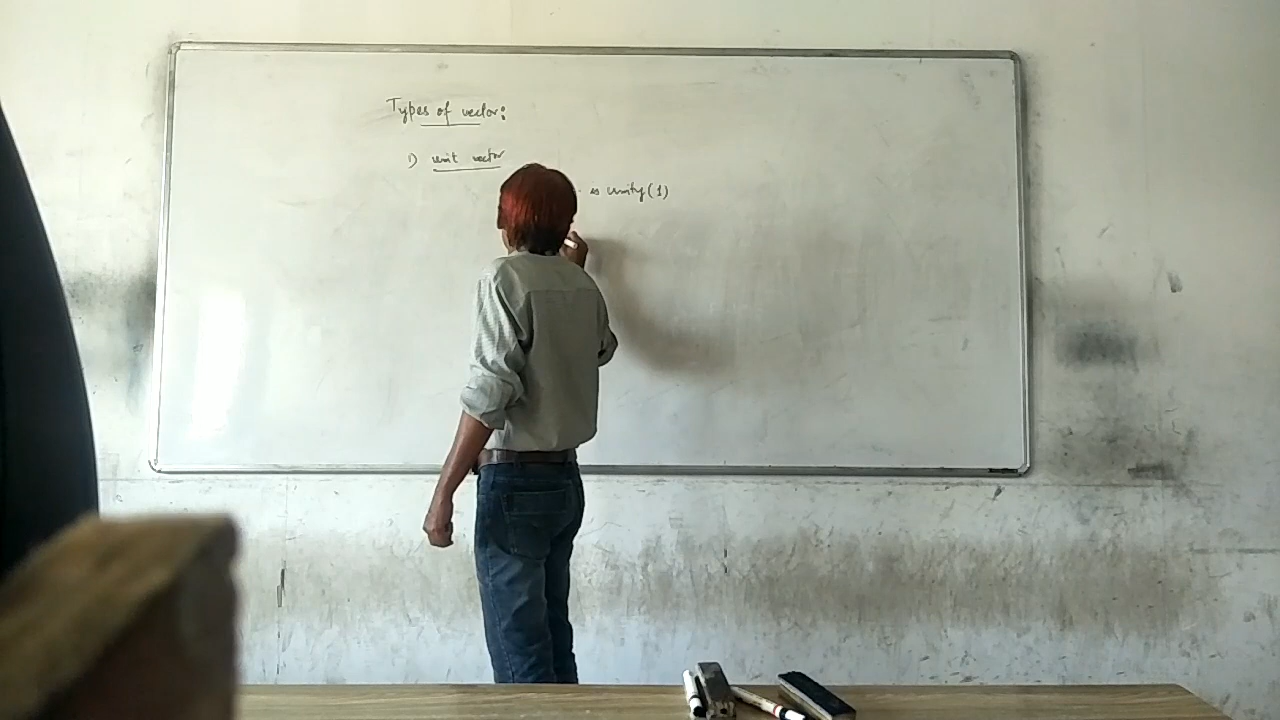 Types of vector:
1) unit vector
is unity (1)